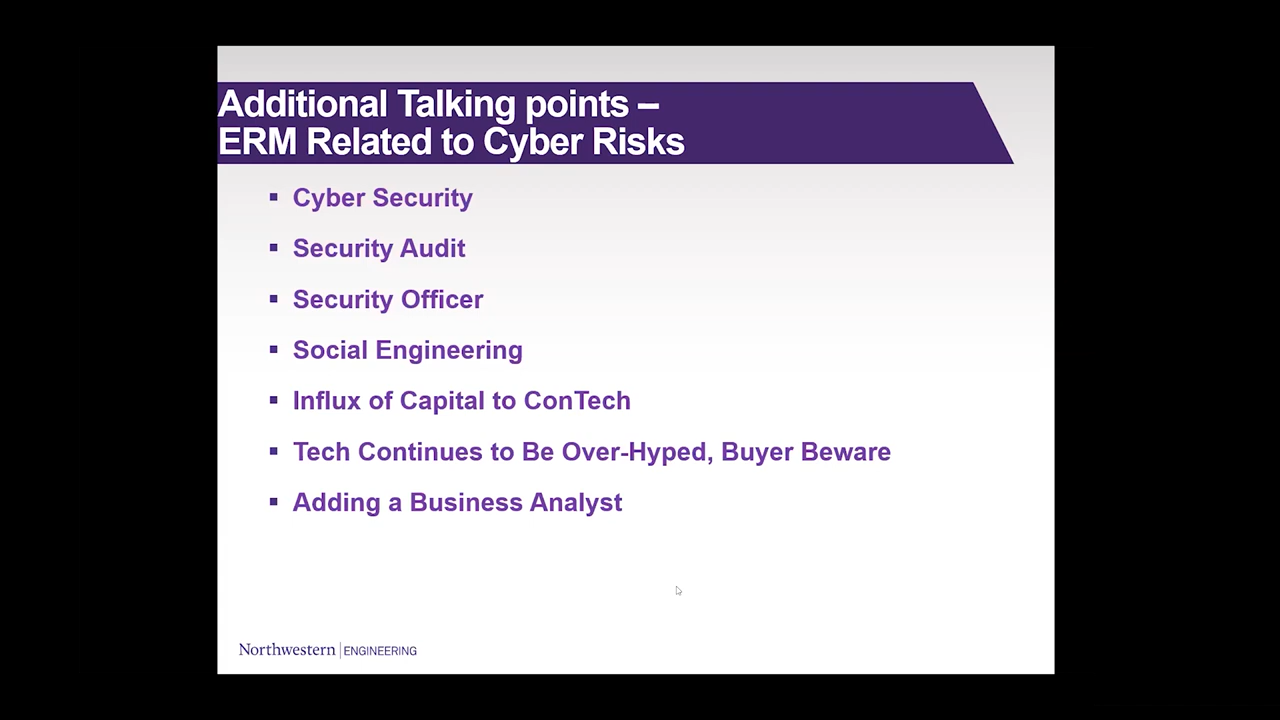 Additional Talking points –
ERM Related to Cyber Risks
▪ Cyber Security
▪ Security Audit
▪ Security Officer
▪ Social Engineering
▪ Influx of Capital to ConTech
▪ Tech Continues to Be Over-Hyped, Buyer Beware
▪ Adding a Business Analyst
Northwestern | ENGINEERING